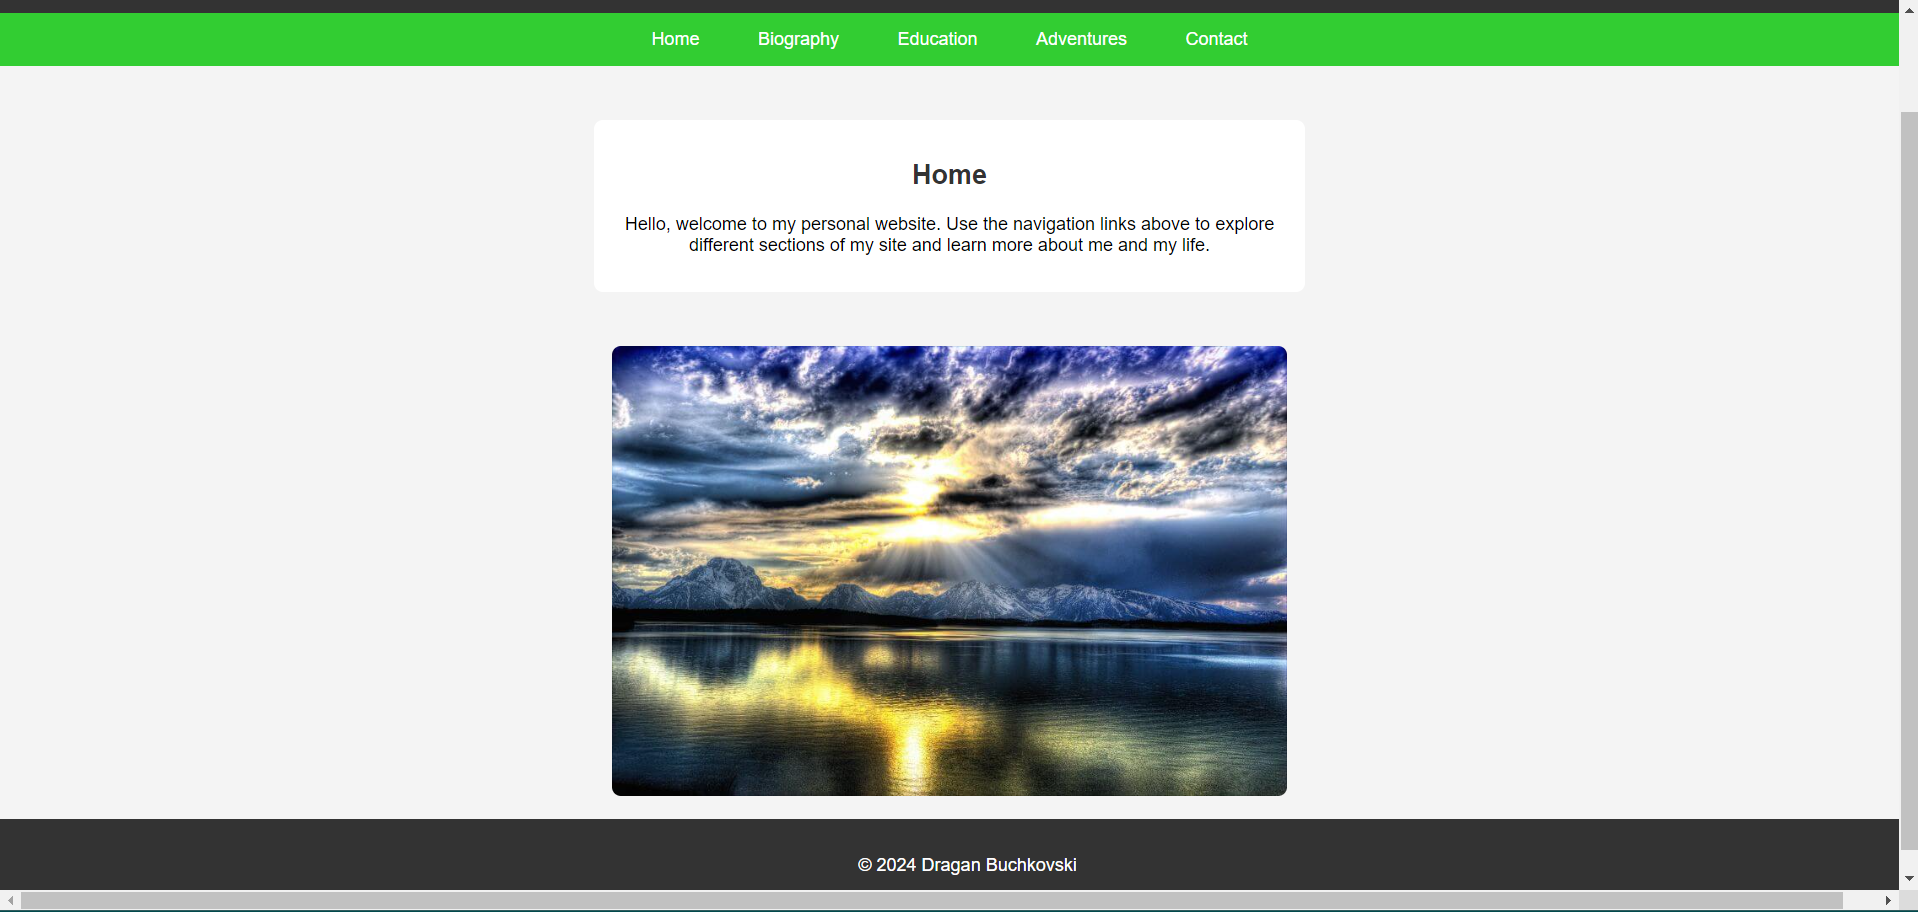 Home Biography Education Adventures Contact
Home
Hello, welcome to my personal website. Use the navigation links above to explore
different sections of my site and learn more about me and my life.
© 2024 Dragan Buchkovski